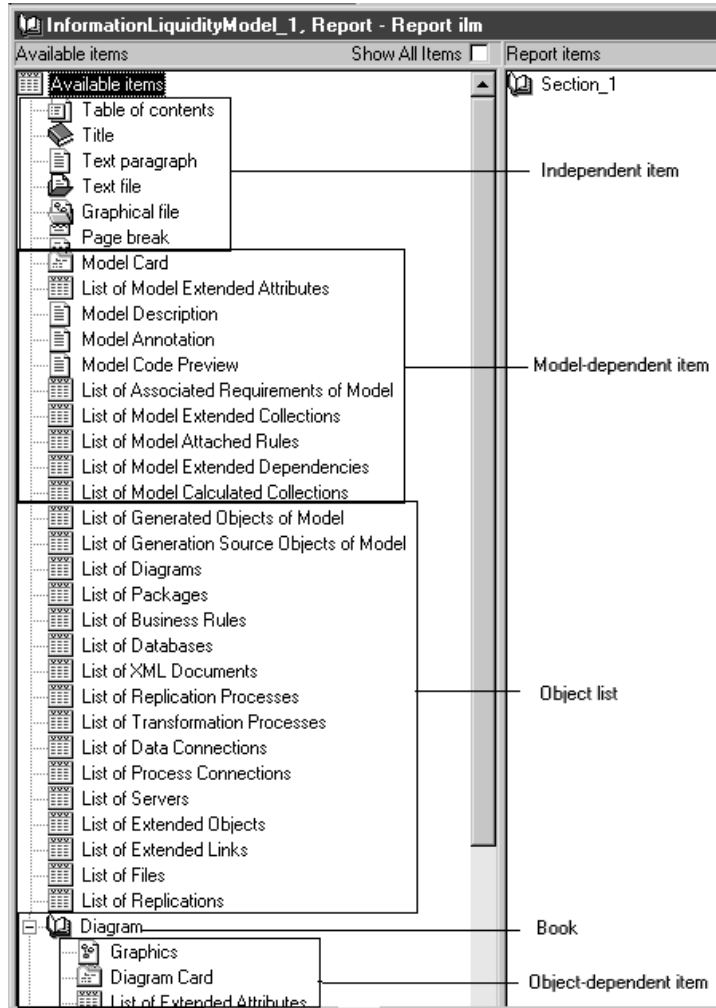 InformationLiquidityModel_1, Report - Report ilm
Available items Show All Items Report items
Available items Section_1
Table of contents
Title
Text paragraph
Independent item
Text file
Graphical file
Page break
Model Card
List of Model Extended Attributes
Model Description
Model Annotation
Model Code Preview
Model-dependent item
List of Associated Requirements of Model
List of Model Extended Collections
List of Model Attached Rules
List of Model Extended Dependencies
List of Model Calculated Collections
List of Generated Objects of Model
List of Generation Source Objects of Model
List of Diagrams
List of Packages
List of Business Rules
List of Databases
List of XML Documents
List of Replication Processes
Object list
List of Transformation Processes
List of Data Connections
List of Process Connections
List of Servers
List of Extended Objects
List of Extended Links
List of Files
List of Replications
Diagram
Book
Graphics
Diagram Card
Object-dependent item
List of Extended Attributes